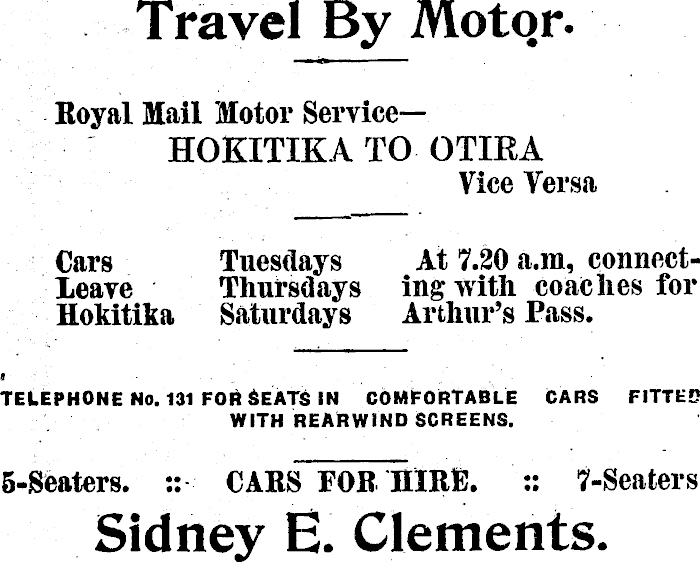 Travel By Motor.
Royal Mail Motor Service—
HOKITIKA TO OTIRA
Vice Versa
Cars Tuesdays At 7.20 a.m, connect-
Leave Thursdays ing with coaches for
Hokitika Saturdays Arthur's Pass.
TELEPHONE No. 131 FOR SEATS IN COMFORTABLE CARS FITTED
WITH REARWIND SCREENS.
5-Seaters. :: CARS FOR HIRE. :: 7-Seaters
Sidney E. Clements.